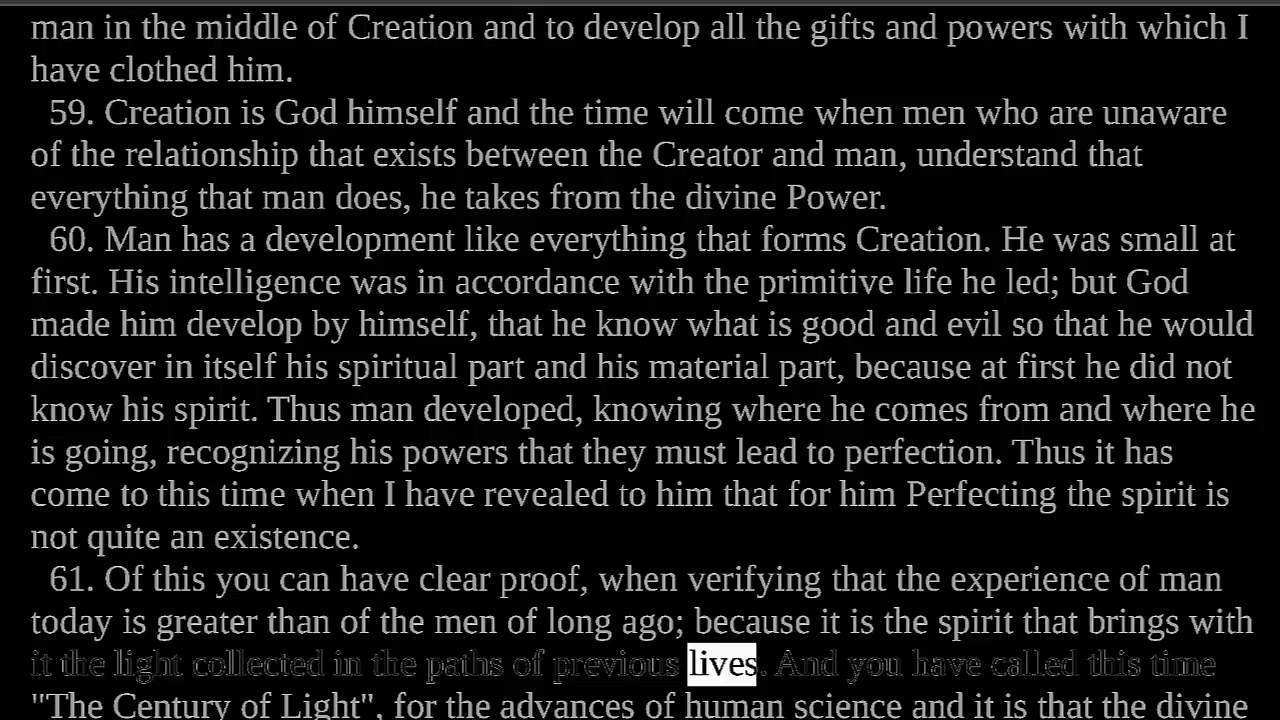 man in the middle of Creation and to develop all the gifts and powers with which I
have clothed him.
59. Creation is God himself and the time will come when men who are unaware
of the relationship that exists between the Creator and man, understand that
everything that man does, he takes from the divine Power.
60. Man has a development like everything that forms Creation. He was small at
first. His intelligence was in accordance with the primitive life he led; but God
made him develop by himself, that he know what is good and evil so that he would
discover in itself his spiritual part and his material part, because at first he did not
know his spirit. Thus man developed, knowing where he comes from and where he
is going, recognizing his powers that they must lead to perfection. Thus it has
come to this time when I have revealed to him that for him Perfecting the spirit is
not quite an existence.
61. Of this you can have clear proof, when verifying that the experience of man
today is greater than of the men of long ago; because it is the spirit that brings with
it the light collected in the paths of previous lives. And you have called this time
"The Century of Light", for the advances of human science and it is that the divine